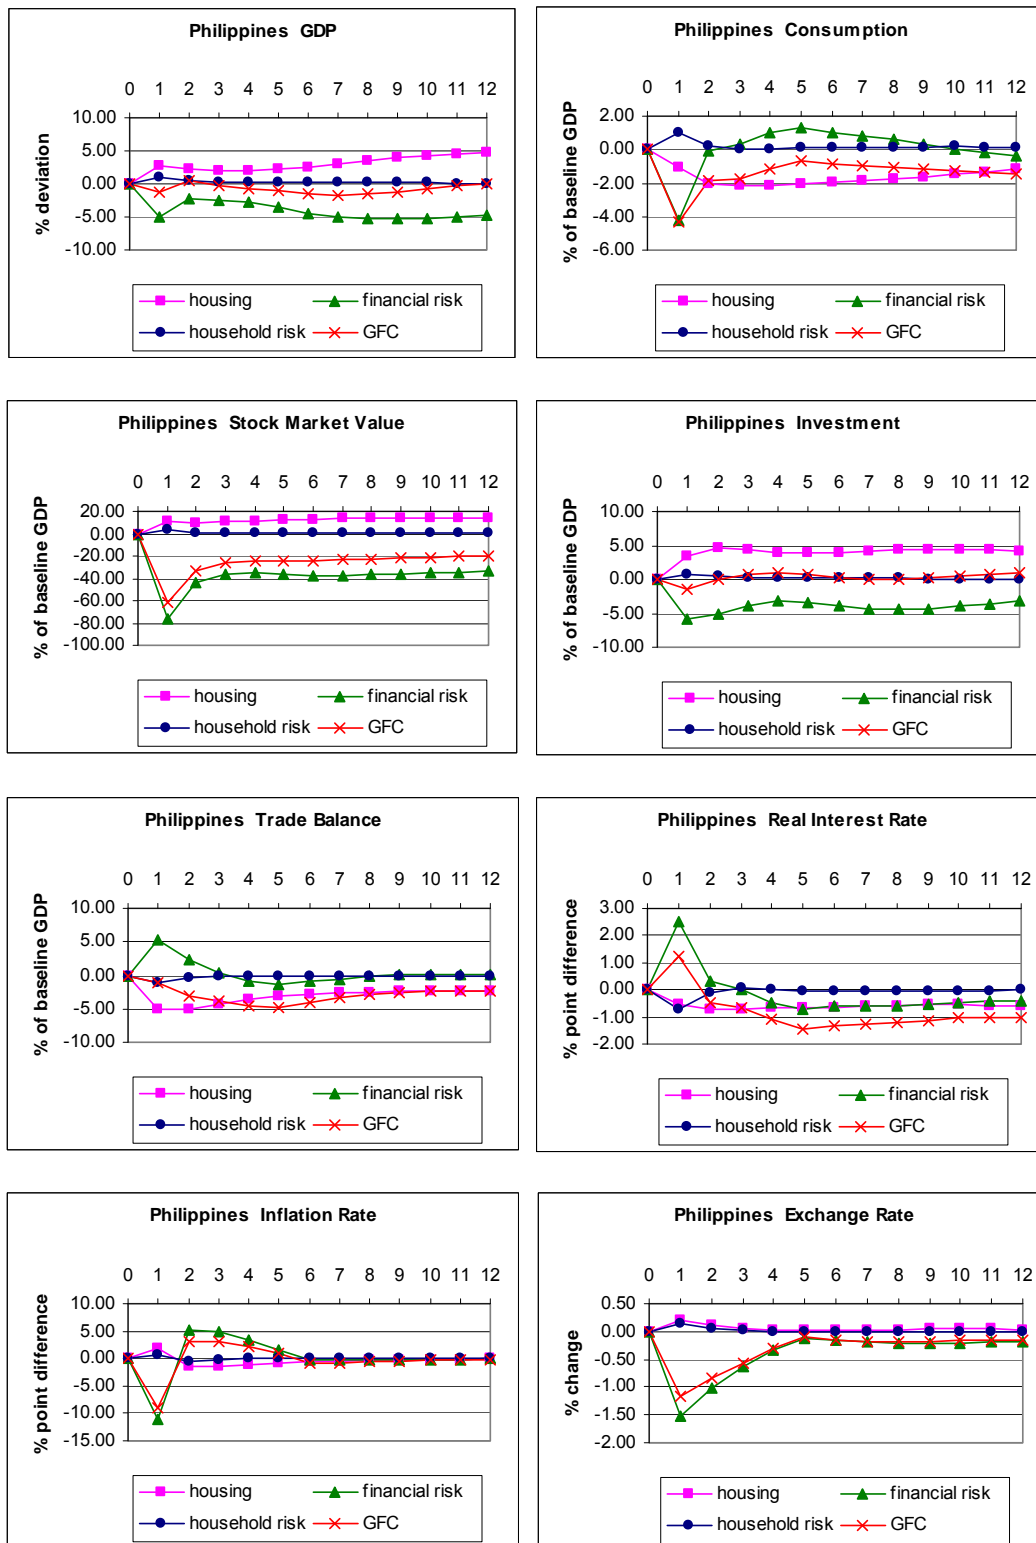 Philippines GDP
0 1 2 3 4 5 6 7 8 9 10 11 12
10.00
5.00
0.00
-5.00
-10.00
% deviation
housing financial risk
household risk GFC
Philippines Consumption
0 1 2 3 4 5 6 7 8 9 10 11 12
2.00
0.00
-2.00
-4.00
-6.00
% of baseline GDP
housing financial risk
household risk GFC
Philippines Stock Market Value
0 1 2 3 4 5 6 7 8 9 10 11 12
20.00
0.00
-20.00
-40.00
-60.00
-80.00
-100.00
% of baseline GDP
housing financial risk
household risk GFC
Philippines Investment
0 1 2 3 4 5 6 7 8 9 10 11 12
10.00
5.00
0.00
-5.00
-10.00
% of baseline GDP
housing financial risk
household risk GFC
Philippines Trade Balance
0 1 2 3 4 5 6 7 8 9 10 11 12
10.00
5.00
0.00
-5.00
-10.00
% of baseline GDP
housing financial risk
household risk GFC
Philippines Real Interest Rate
0 1 2 3 4 5 6 7 8 9 10 11 12
3.00
2.00
1.00
0.00
-1.00
-2.00
% point difference
housing financial risk
household risk GFC
Philippines Inflation Rate
0 1 2 3 4 5 6 7 8 9 10 11 12
10.00
5.00
0.00
-5.00
-10.00
-15.00
% point difference
housing financial risk
household risk GFC
Philippines Exchange Rate
0 1 2 3 4 5 6 7 8 9 10 11 12
0.50
0.00
-0.50
-1.00
-1.50
-2.00
% change
housing financial risk
household risk GFC